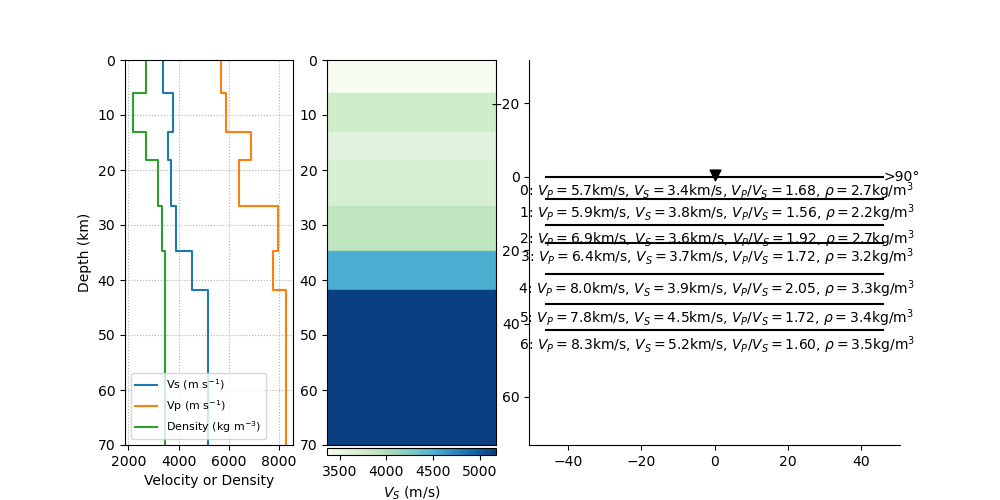 0
10
20
30
40
50
60
70
Depth (km)
Vs (m s⁻¹)
Vp (m s⁻¹)
Density (kg m⁻³)
2000 4000 6000 8000
Velocity or Density
0
10
20
30
40
50
60
70
3500 4000 4500 5000
V_S (m/s)
−20
0
20
40
60
>90°
0: V_P = 5.7km/s, V_S = 3.4km/s, V_P/V_S = 1.68, ρ = 2.7kg/m³
1: V_P = 5.9km/s, V_S = 3.8km/s, V_P/V_S = 1.56, ρ = 2.2kg/m³
2: V_P = 6.9km/s, V_S = 3.6km/s, V_P/V_S = 1.92, ρ = 2.7kg/m³
3: V_P = 6.4km/s, V_S = 3.7km/s, V_P/V_S = 1.72, ρ = 3.2kg/m³
4: V_P = 8.0km/s, V_S = 3.9km/s, V_P/V_S = 2.05, ρ = 3.3kg/m³
5: V_P = 7.8km/s, V_S = 4.5km/s, V_P/V_S = 1.72, ρ = 3.4kg/m³
6: V_P = 8.3km/s, V_S = 5.2km/s, V_P/V_S = 1.60, ρ = 3.5kg/m³
−40 −20 0 20 40